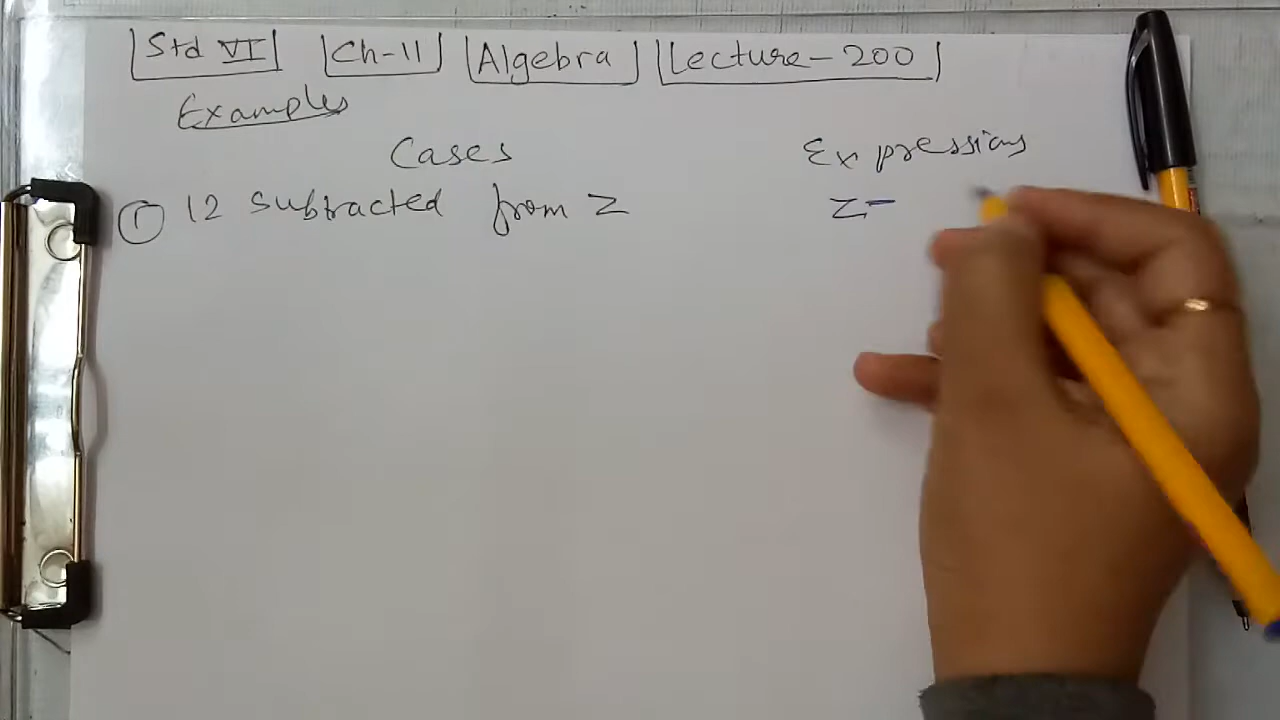 Std VI Ch-11 Algebra Lecture-200
Examples
Cases Expressions
① 12 subtracted from z z-